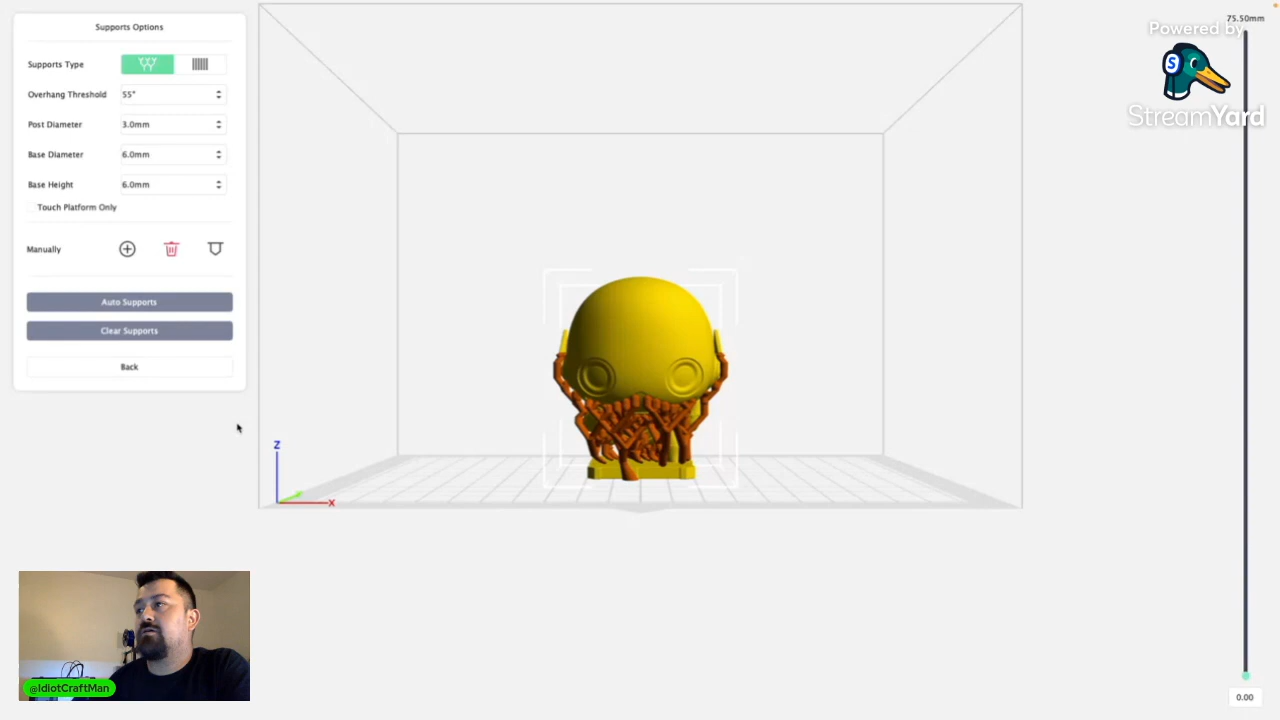 Supports Options
75.50mm
Powered by
StreamYard
Supports Type
Overhang Threshold 55°
Post Diameter 3.0mm
Base Diameter 6.0mm
Base Height 6.0mm
Touch Platform Only
Manually
Auto Supports
Clear Supports
Back
Z
X
@IdiotCraftMan
0.00